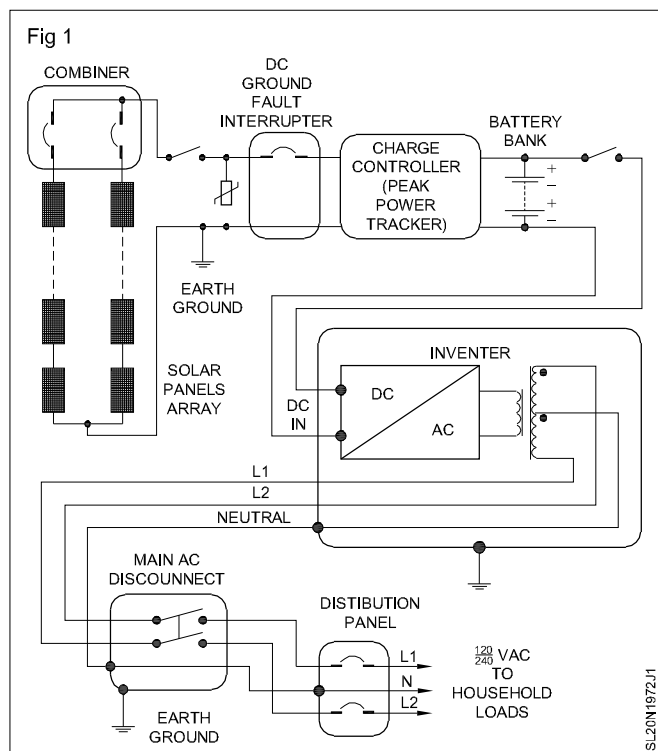 Fig 1
COMBINER
DC
GROUND
FAULT
INTERRUPTER
CHARGE
CONTROLLER
(PEAK
POWER
TRACKER)
BATTERY
BANK
+
–
+
–
EARTH
GROUND
SOLAR
PANELS
ARRAY
INVENTER
DC
IN
DC
AC
L1
L2
NEUTRAL
MAIN AC
DISCOUNNECT
DISTIBUTION
PANEL
L1
N
L2
120
240 VAC
TO
HOUSEHOLD
LOADS
EARTH
GROUND
SL20N1972J1